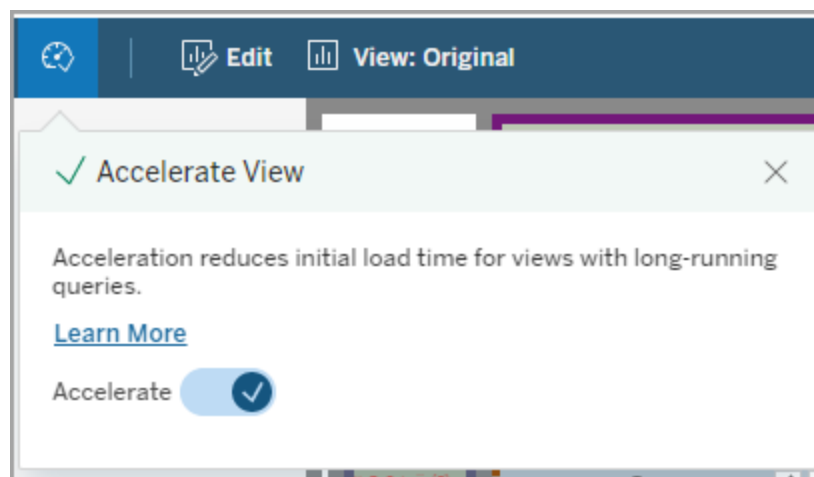 Edit
View: Original
Accelerate View
Acceleration reduces initial load time for views with long-running
queries.
Learn More
Accelerate